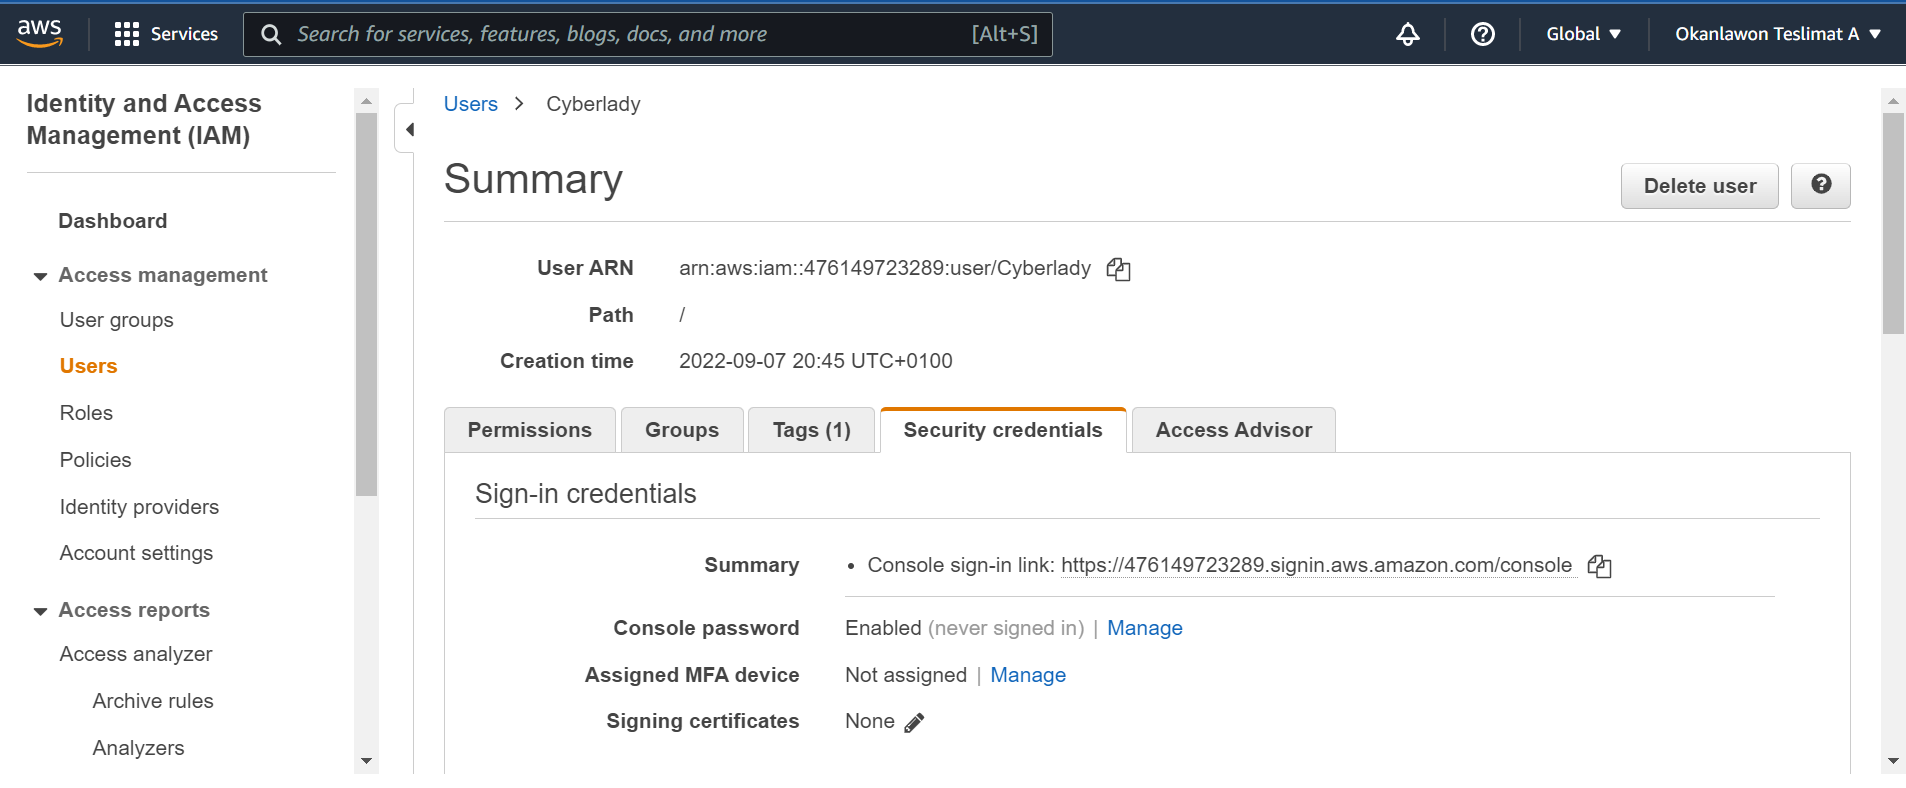 aws
Services
Search for services, features, blogs, docs, and more
[Alt+S]
Global
Okanlawon Teslimat A
Identity and Access
Management (IAM)
Dashboard
Access management
User groups
Users
Roles
Policies
Identity providers
Account settings
Access reports
Access analyzer
Archive rules
Analyzers
Users > Cyberlady
Summary
Delete user
User ARN arn:aws:iam::476149723289:user/Cyberlady
Path /
Creation time 2022-09-07 20:45 UTC+0100
Permissions
Groups
Tags (1)
Security credentials
Access Advisor
Sign-in credentials
Summary • Console sign-in link: https://476149723289.signin.aws.amazon.com/console
Console password Enabled (never signed in) | Manage
Assigned MFA device Not assigned | Manage
Signing certificates None